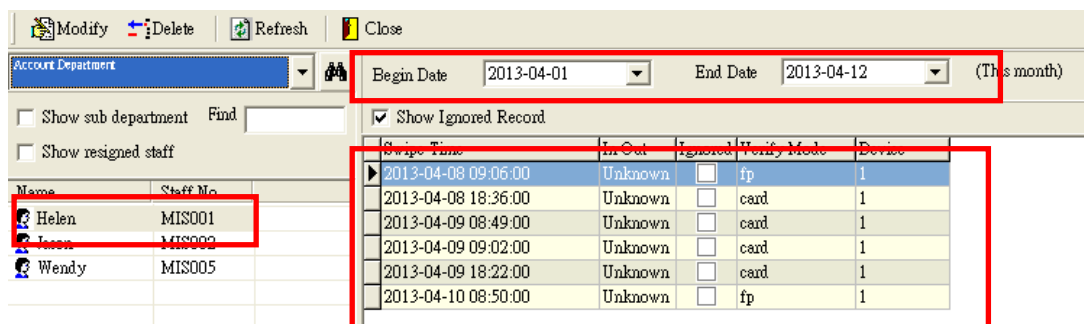 Modify Delete Refresh Close
Account Department
Begin Date 2013-04-01 End Date 2013-04-12 (This month)
Show sub department Find
Show Ignored Record
Show resigned staff
Name Staff No
Helen MIS001
Jason MIS002
Wendy MIS005
Swipe Time In Out Ignored Verify Mode Device
2013-04-08 09:06:00 Unknown fp 1
2013-04-08 18:36:00 Unknown card 1
2013-04-09 08:49:00 Unknown card 1
2013-04-09 09:02:00 Unknown card 1
2013-04-09 18:22:00 Unknown card 1
2013-04-10 08:50:00 Unknown fp 1